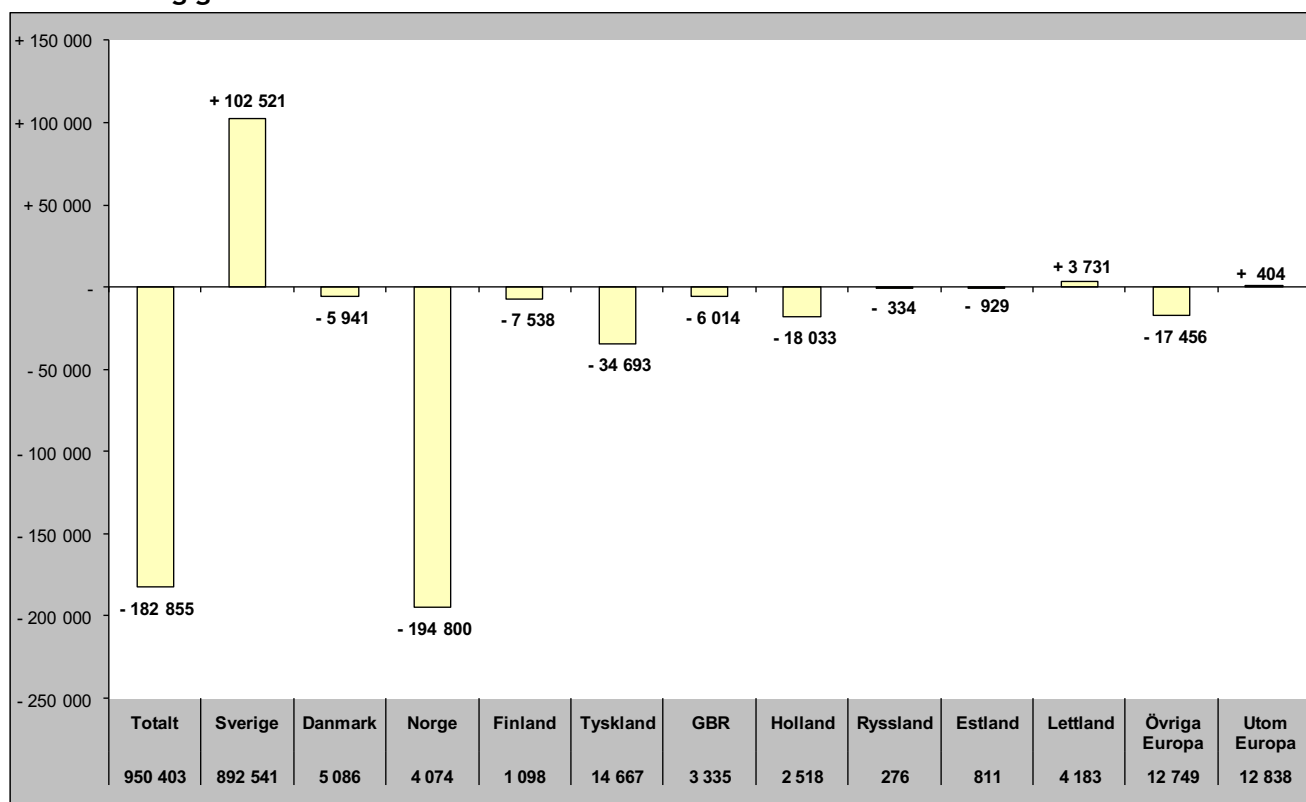 + 150 000
+ 100 000
+ 50 000
-
- 50 000
- 100 000
- 150 000
- 200 000
- 250 000
- 182 855
+ 102 521
- 5 941
- 194 800
- 7 538
- 34 693
- 6 014
- 18 033
- 334
- 929
+ 3 731
- 17 456
+ 404
Totalt Sverige Danmark Norge Finland Tyskland GBR Holland Ryssland Estland Lettland Övriga Europa Utom Europa
950 403 892 541 5 086 4 074 1 098 14 667 3 335 2 518 276 811 4 183 12 749 12 838